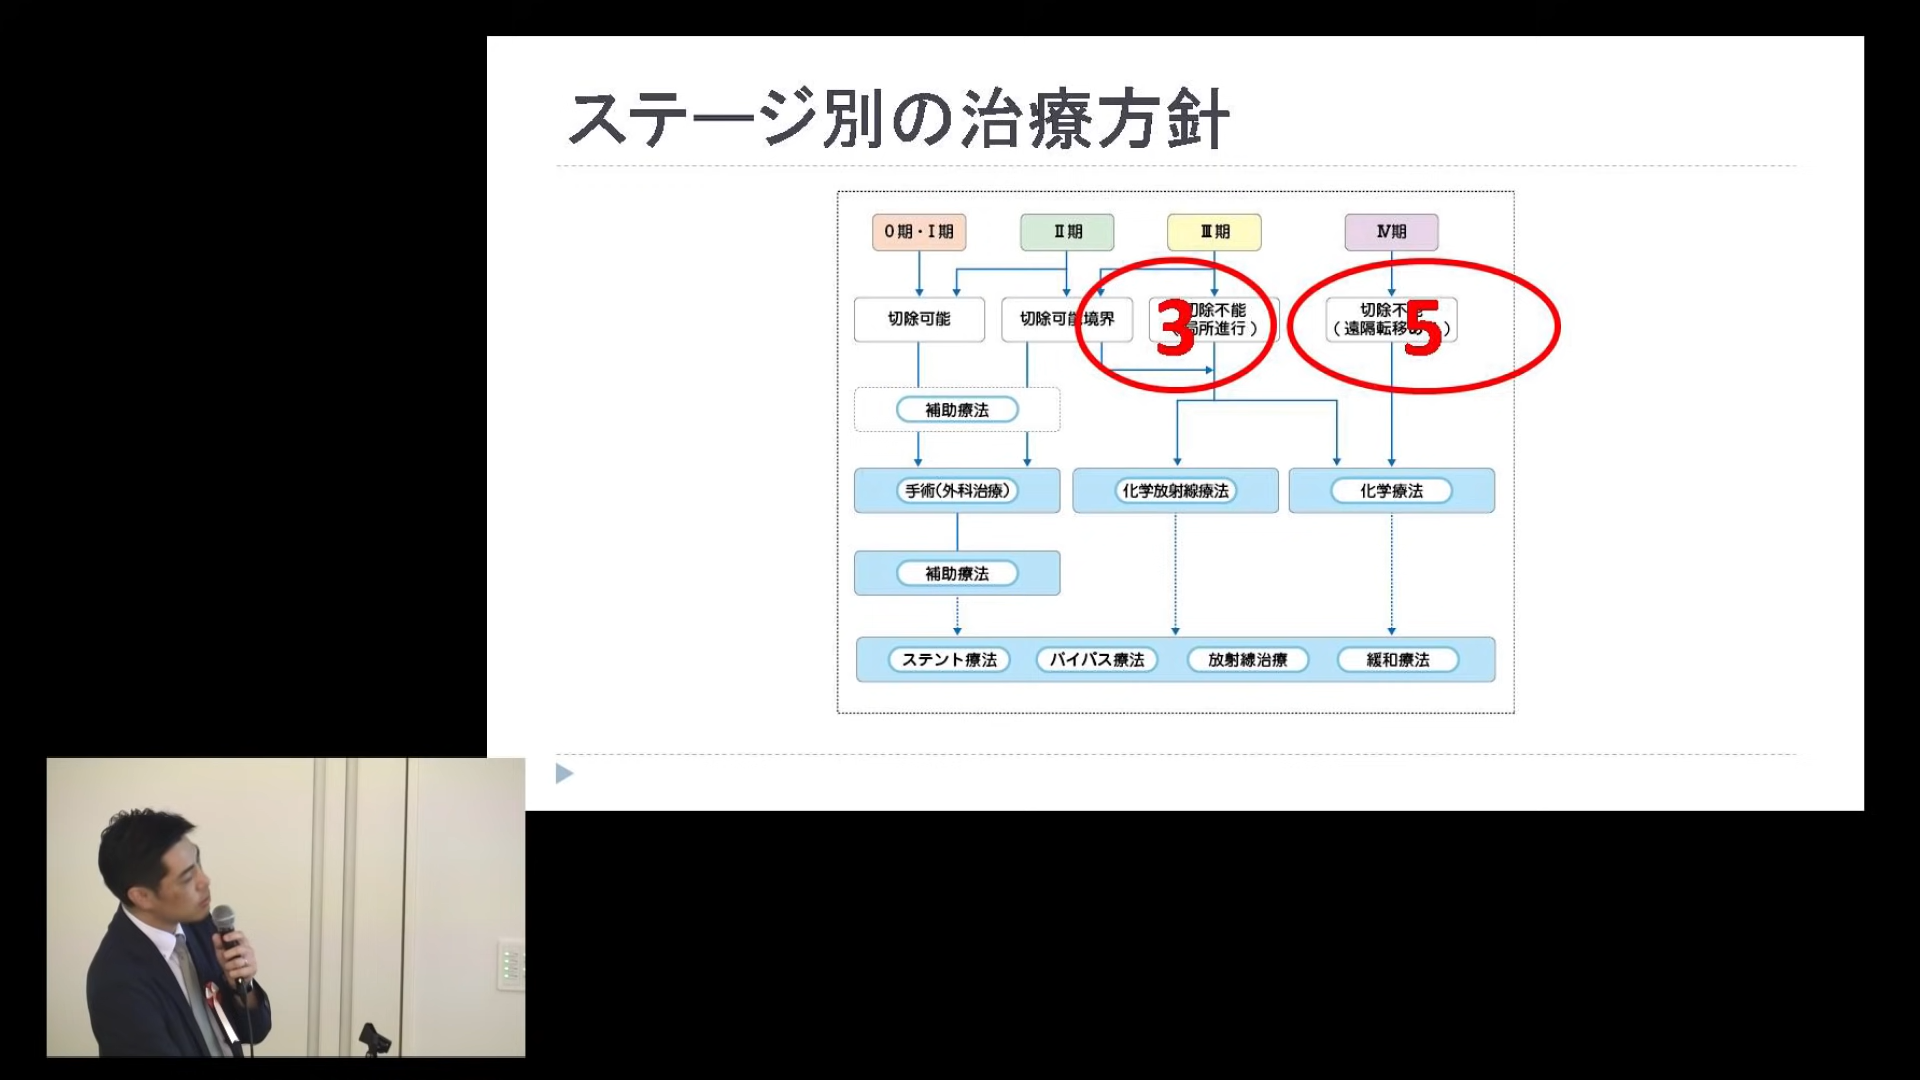 ステージ別の治療方針
0期・Ⅰ期
Ⅱ期
Ⅲ期
Ⅳ期
切除可能
切除可能境界
切除不能
局所進行）
3
切除不能
（遠隔転移あり）
5
補助療法
手術（外科治療）
化学放射線療法
化学療法
補助療法
ステント療法
バイパス療法
放射線治療
緩和療法